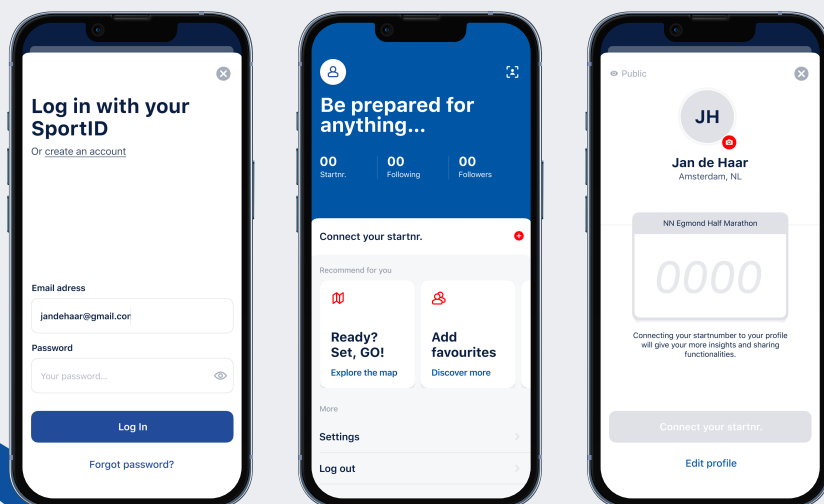 Log in with your
SportID
Or create an account
Email adress
jandehaar@gmail.com
Password
Your password...
Log In
Forgot password?
Be prepared for
anything...
00
00
00
Startnr.
Following
Followers
Connect your startnr.
Recommend for you
Ready?
Set, GO!
Explore the map
Add
favourites
Discover more
More
Settings
Log out
Public
JH
Jan de Haar
Amsterdam, NL
NN Egmond Half Marathon
0000
Connecting your startnumber to your profile
will give your more insights and sharing
functionalities.
Connect your startnr.
Edit profile